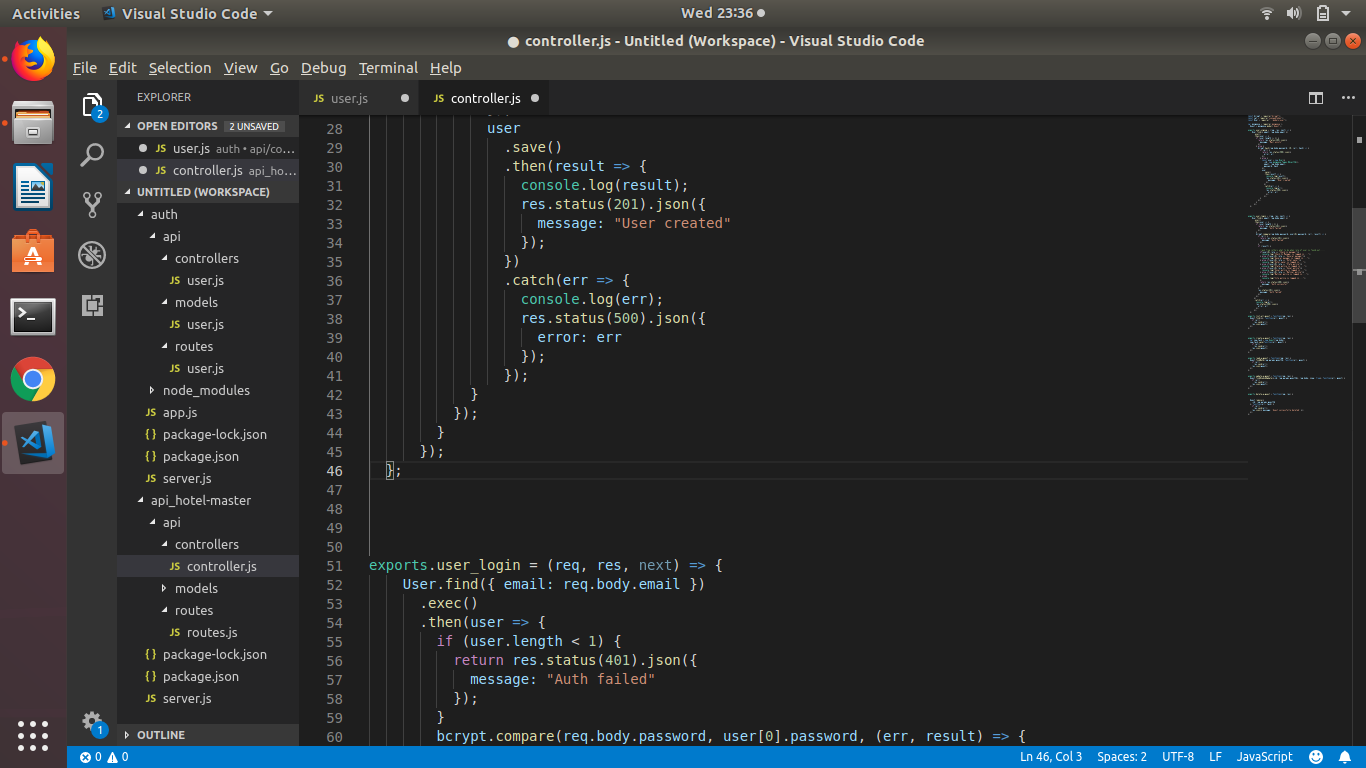 Activities Visual Studio Code Wed 23:36
controller.js - Untitled (Workspace) - Visual Studio Code
File Edit Selection View Go Debug Terminal Help
2
1
EXPLORER
OPEN EDITORS 2 UNSAVED
JS user.js auth • api/co...
JS controller.js api_ho...
UNTITLED (WORKSPACE)
auth
api
controllers
JS user.js
models
JS user.js
routes
JS user.js
node_modules
JS app.js
{} package-lock.json
{} package.json
JS server.js
api_hotel-master
api
controllers
JS controller.js
models
routes
JS routes.js
{} package-lock.json
{} package.json
JS server.js
OUTLINE
JS user.js JS controller.js
28 user
29 .save()
30 .then(result => {
31 console.log(result);
32 res.status(201).json({
33 message: "User created"
34 });
35 })
36 .catch(err => {
37 console.log(err);
38 res.status(500).json({
39 error: err
40 });
41 });
42 }
43 });
44 }
45 });
46 };
47
48
49
50
51 exports.user_login = (req, res, next) => {
52 User.find({ email: req.body.email })
53 .exec()
54 .then(user => {
55 if (user.length < 1) {
56 return res.status(401).json({
57 message: "Auth failed"
58 });
59 }
60 bcrypt.compare(req.body.password, user[0].password, (err, result) => {
0 0 Ln 46, Col 3 Spaces: 2 UTF-8 LF JavaScript